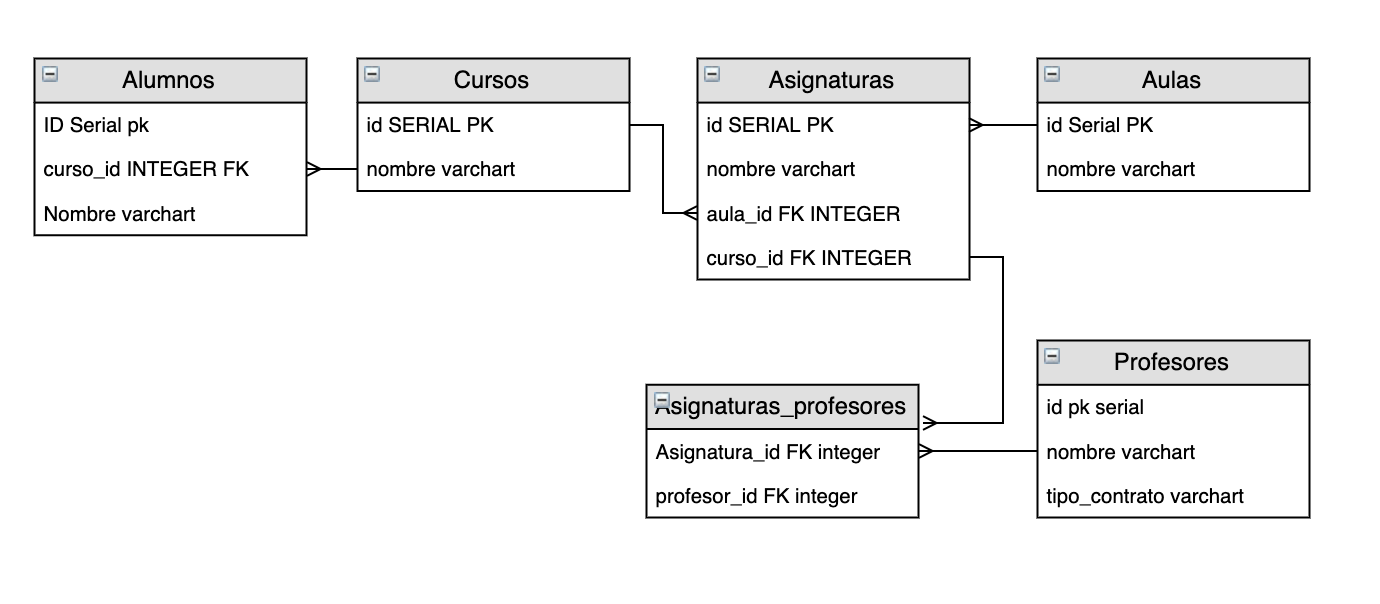 Alumnos
ID Serial pk
curso_id INTEGER FK
Nombre varchart
Cursos
id SERIAL PK
nombre varchart
Asignaturas
id SERIAL PK
nombre varchart
aula_id FK INTEGER
curso_id FK INTEGER
Aulas
id Serial PK
nombre varchart
Asignaturas_profesores
Asignatura_id FK integer
profesor_id FK integer
Profesores
id pk serial
nombre varchart
tipo_contrato varchart